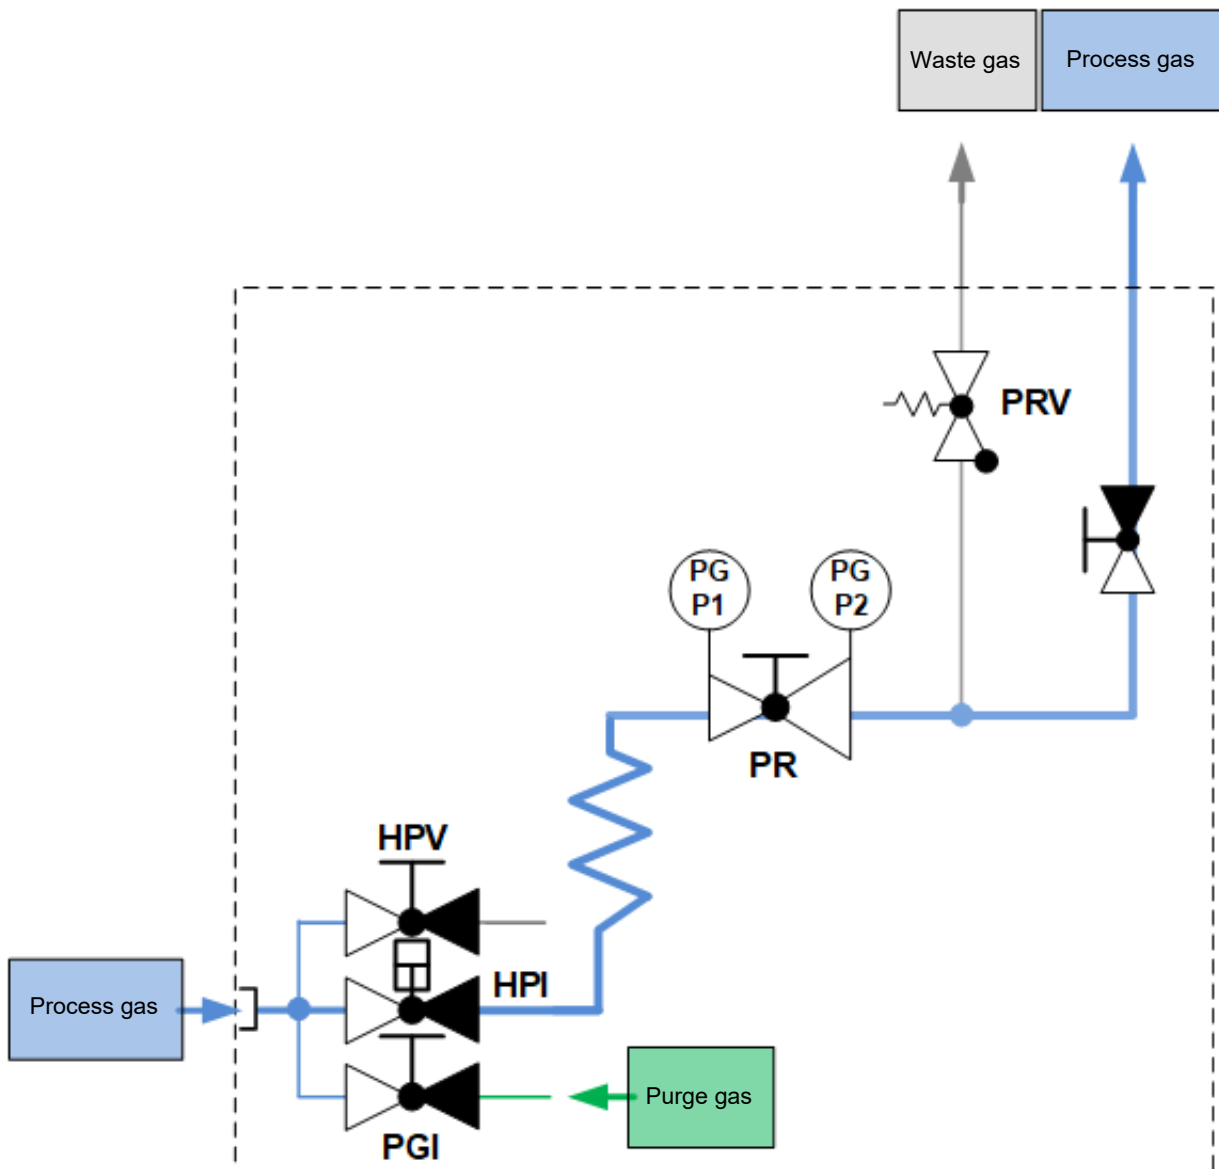 Waste gas
Process gas
PRV
PG
P1
PG
P2
PR
HPV
HPI
Process gas
Purge gas
PGI